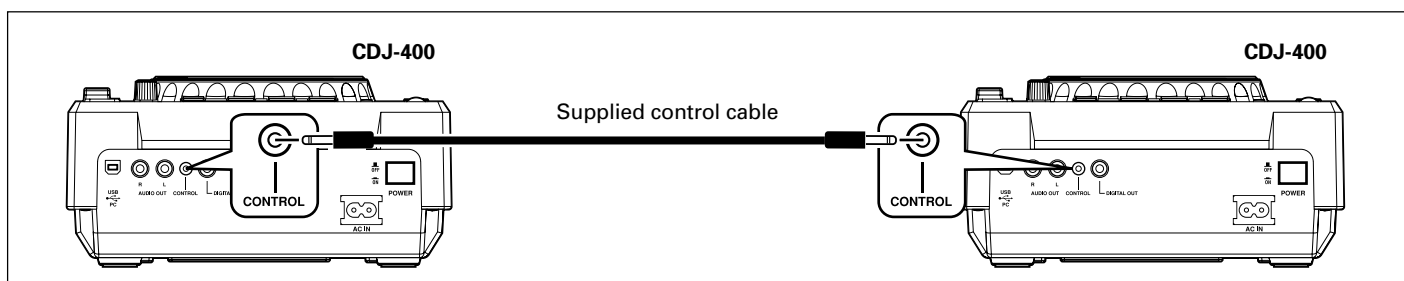 CDJ-400
CDJ-400
Supplied control cable
R
L
USB
PC
AUDIO OUT
CONTROL
DIGITAL
CONTROL
OFF
ON
POWER
AC IN
CONTROL
R
L
USB
PC
AUDIO OUT
CONTROL
DIGITAL OUT
OFF
ON
POWER
AC IN